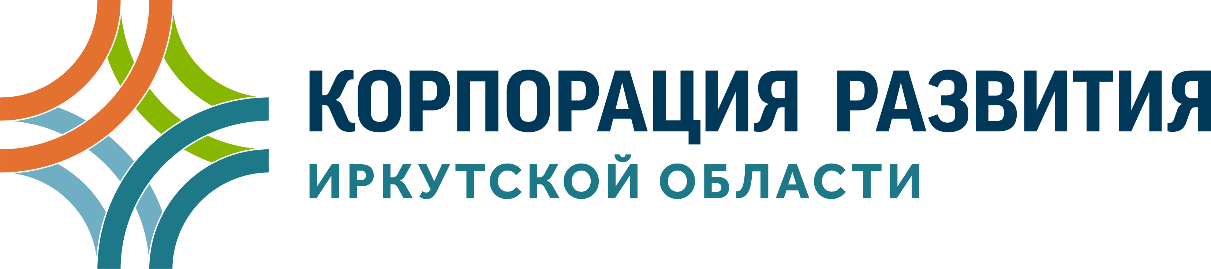 КОРПОРАЦИЯ РАЗВИТИЯ
ИРКУТСКОЙ ОБЛАСТИ